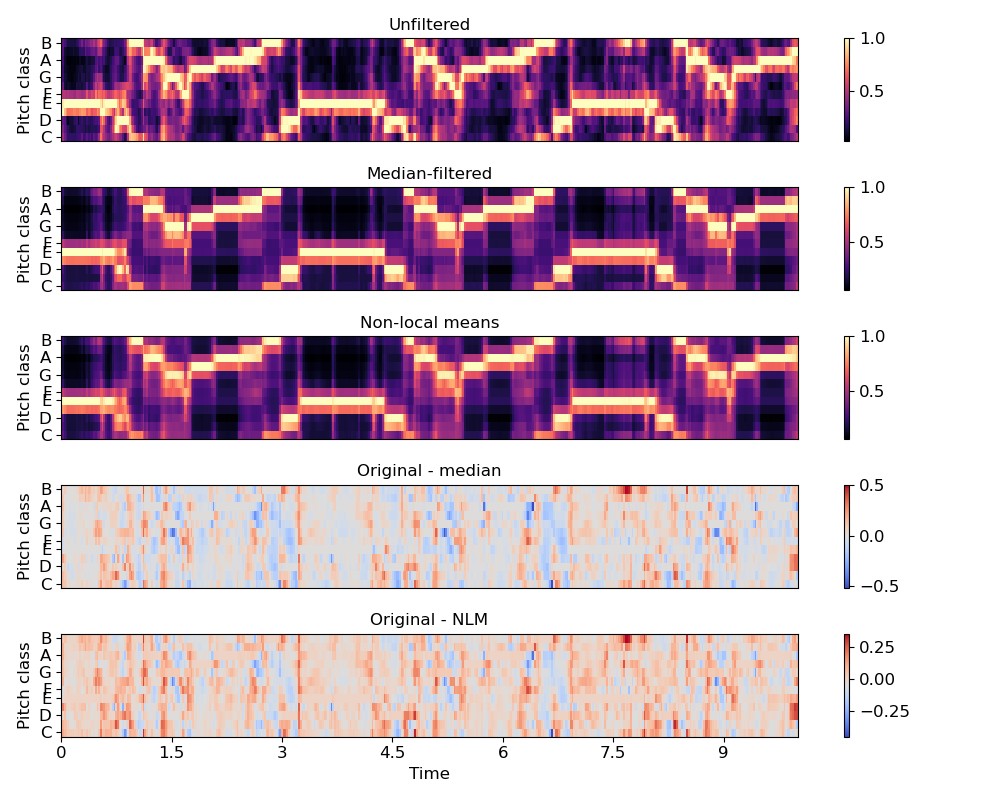 Unfiltered
Pitch class
B
A
G
F
E
D
C
1.0
0.5
Median-filtered
Pitch class
B
A
G
F
E
D
C
1.0
0.5
Non-local means
Pitch class
B
A
G
F
E
D
C
1.0
0.5
Original - median
Pitch class
B
A
G
F
E
D
C
0.5
0.0
−0.5
Original - NLM
Pitch class
B
A
G
F
E
D
C
0.25
0.00
−0.25
0 1.5 3 4.5 6 7.5 9
Time